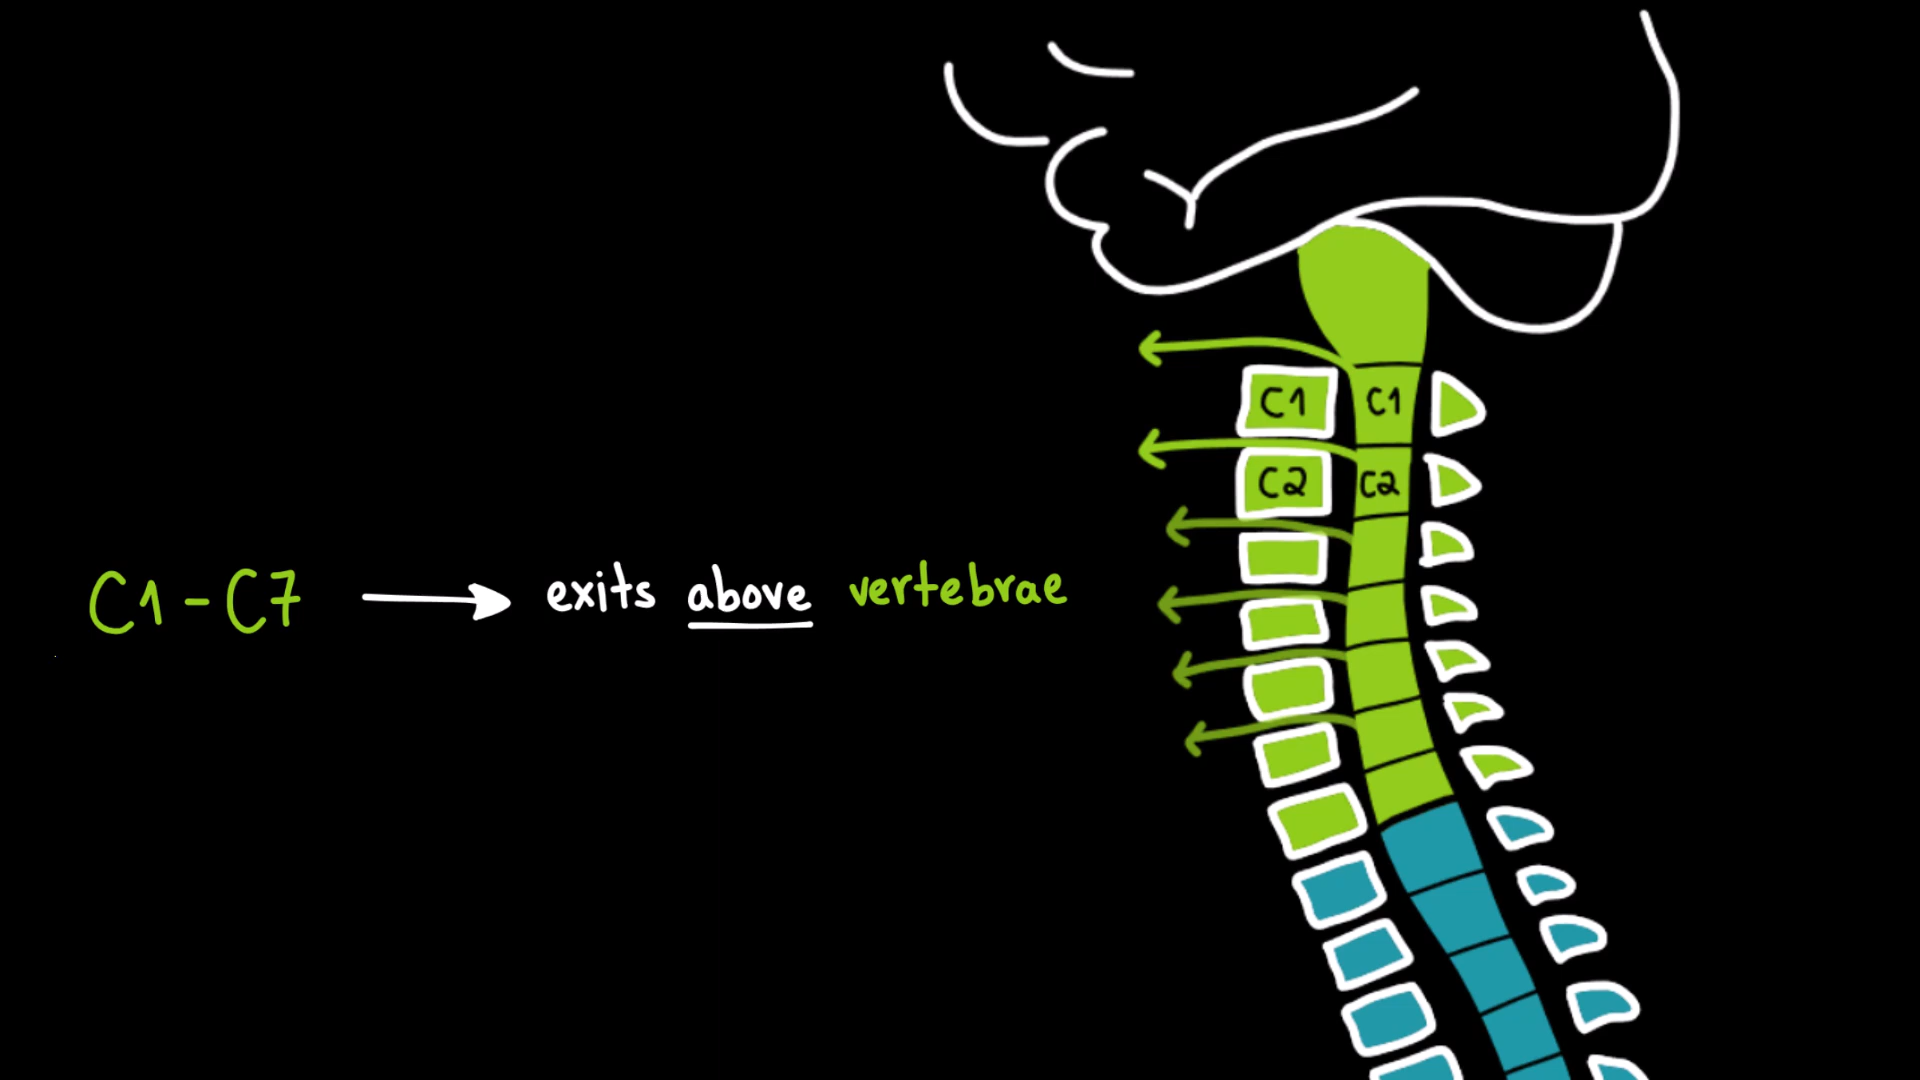 C1 C1
C2 C2
C1 - C7 → exits above vertebrae